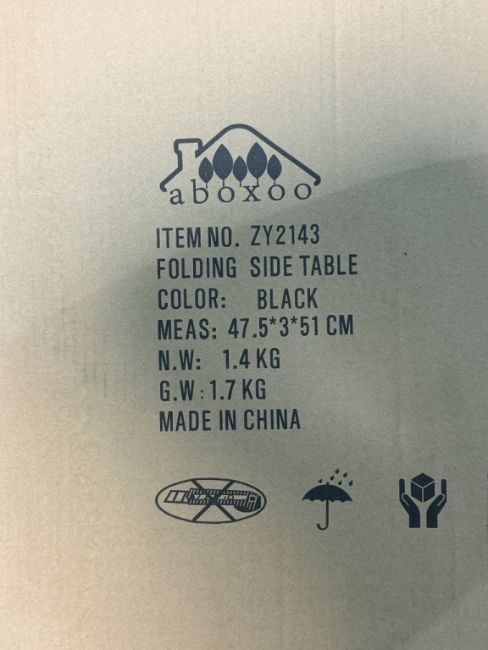 aboxoo
ITEM NO. ZY2143
FOLDING SIDE TABLE
COLOR: BLACK
MEAS: 47.5*3*51 CM
N.W: 1.4 KG
G.W: 1.7 KG
MADE IN CHINA